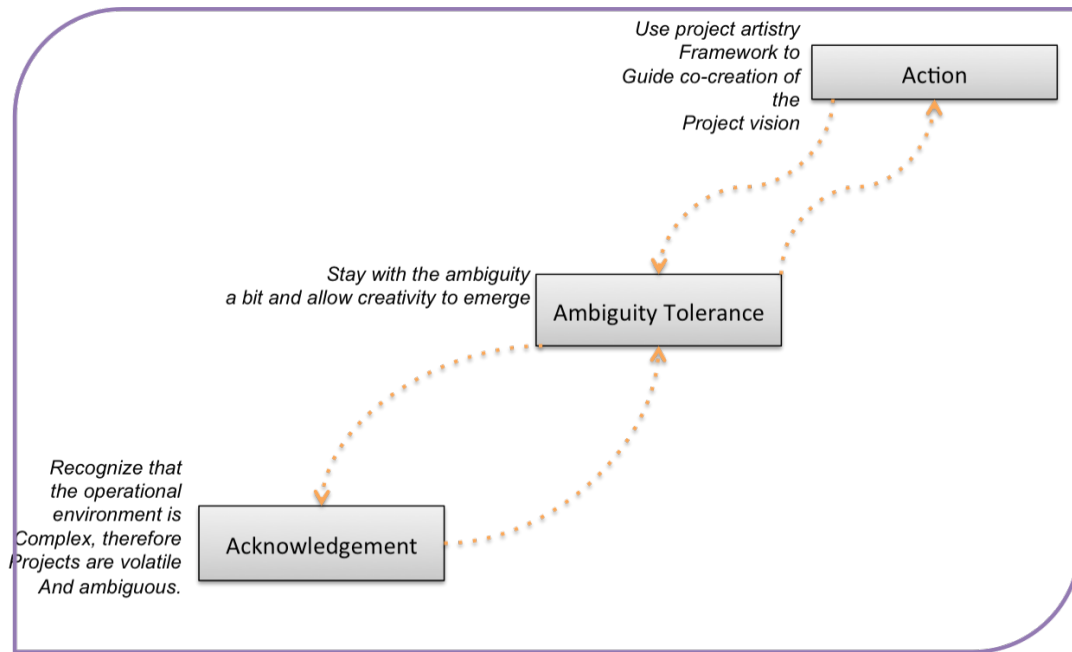 Use project artistry
Framework to
Guide co-creation of
the
Project vision
Action
Stay with the ambiguity
a bit and allow creativity to emerge
Ambiguity Tolerance
Recognize that
the operational
environment is
Complex, therefore
Projects are volatile
And ambiguous.
Acknowledgement